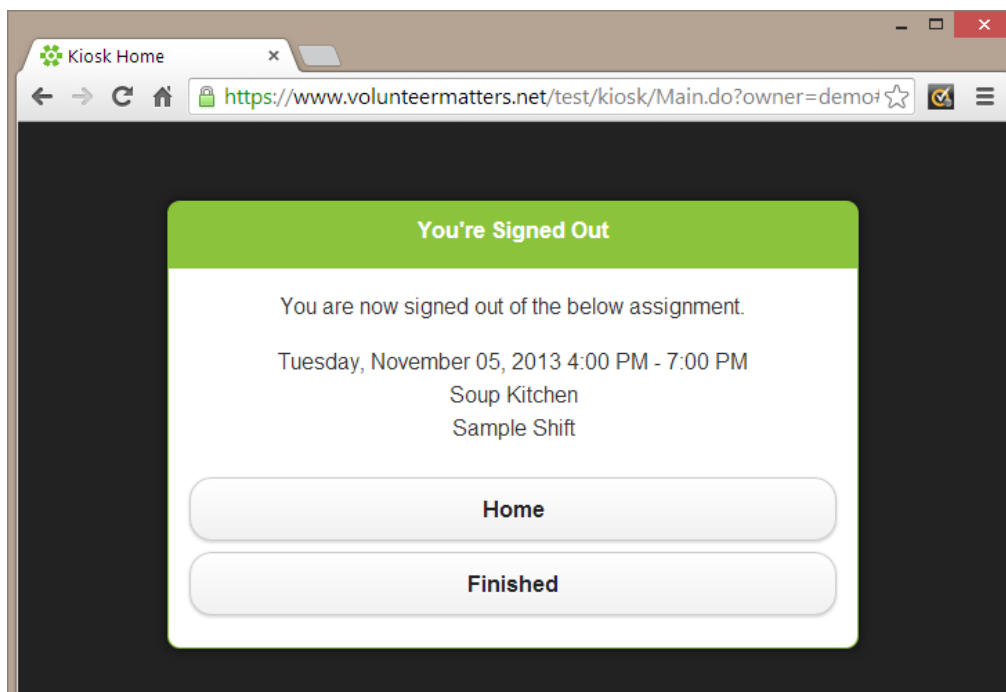 Kiosk Home
https://www.volunteermatters.net/test/kiosk/Main.do?owner=demo#
You're Signed Out
You are now signed out of the below assignment.
Tuesday, November 05, 2013 4:00 PM - 7:00 PM
Soup Kitchen
Sample Shift
Home
Finished